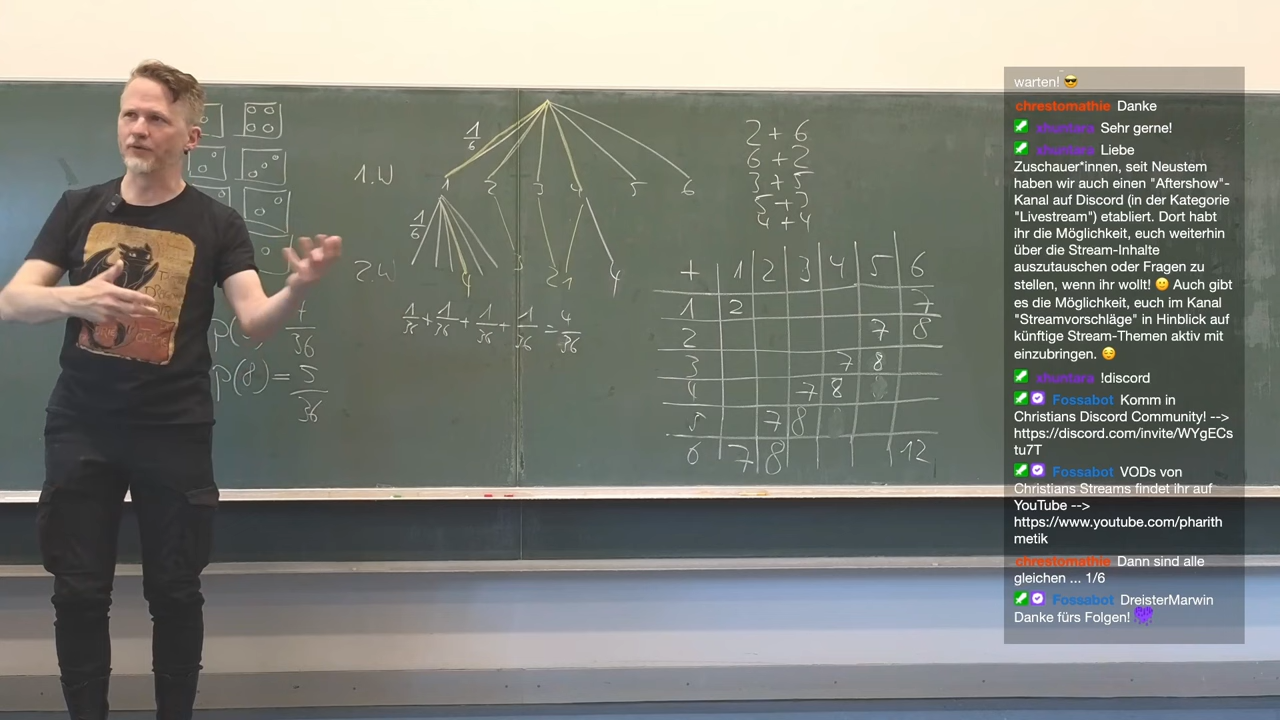 1/6
1.W
1 2 3 4 5 6
1/6
2.W
4 3 2 1 4
1/36 + 1/36 + 1/36 + 1/36 = 4/36
36
p(8) = 5/36
2 + 6
6 + 2
3 + 5
5 + 3
4 + 4
+ 1 2 3 4 5 6
1 2 7
2 7 8
3 7 8
4 7 8
5 7 8
6 7 8 12
warten! 😎
chrestomathie Danke
xhuntara Sehr gerne!
xhuntara Liebe
Zuschauer*innen, seit Neustem
haben wir auch einen "Aftershow"-
Kanal auf Discord (in der Kategorie
"Livestream") etabliert. Dort habt
ihr die Möglichkeit, euch weiterhin
über die Stream-Inhalte
auszutauschen oder Fragen zu
stellen, wenn ihr wollt! 🙂 Auch gibt
es die Möglichkeit, euch im Kanal
"Streamvorschläge" in Hinblick auf
künftige Stream-Themen aktiv mit
einzubringen. 😌
xhuntara !discord
Fossabot Komm in
Christians Discord Community! -->
https://discord.com/invite/WYgECs
tu7T
Fossabot VODs von
Christians Streams findet ihr auf
YouTube -->
https://www.youtube.com/pharith
metik
chrestomathie Dann sind alle
gleichen ... 1/6
Fossabot DreisterMarwin
Danke fürs Folgen!